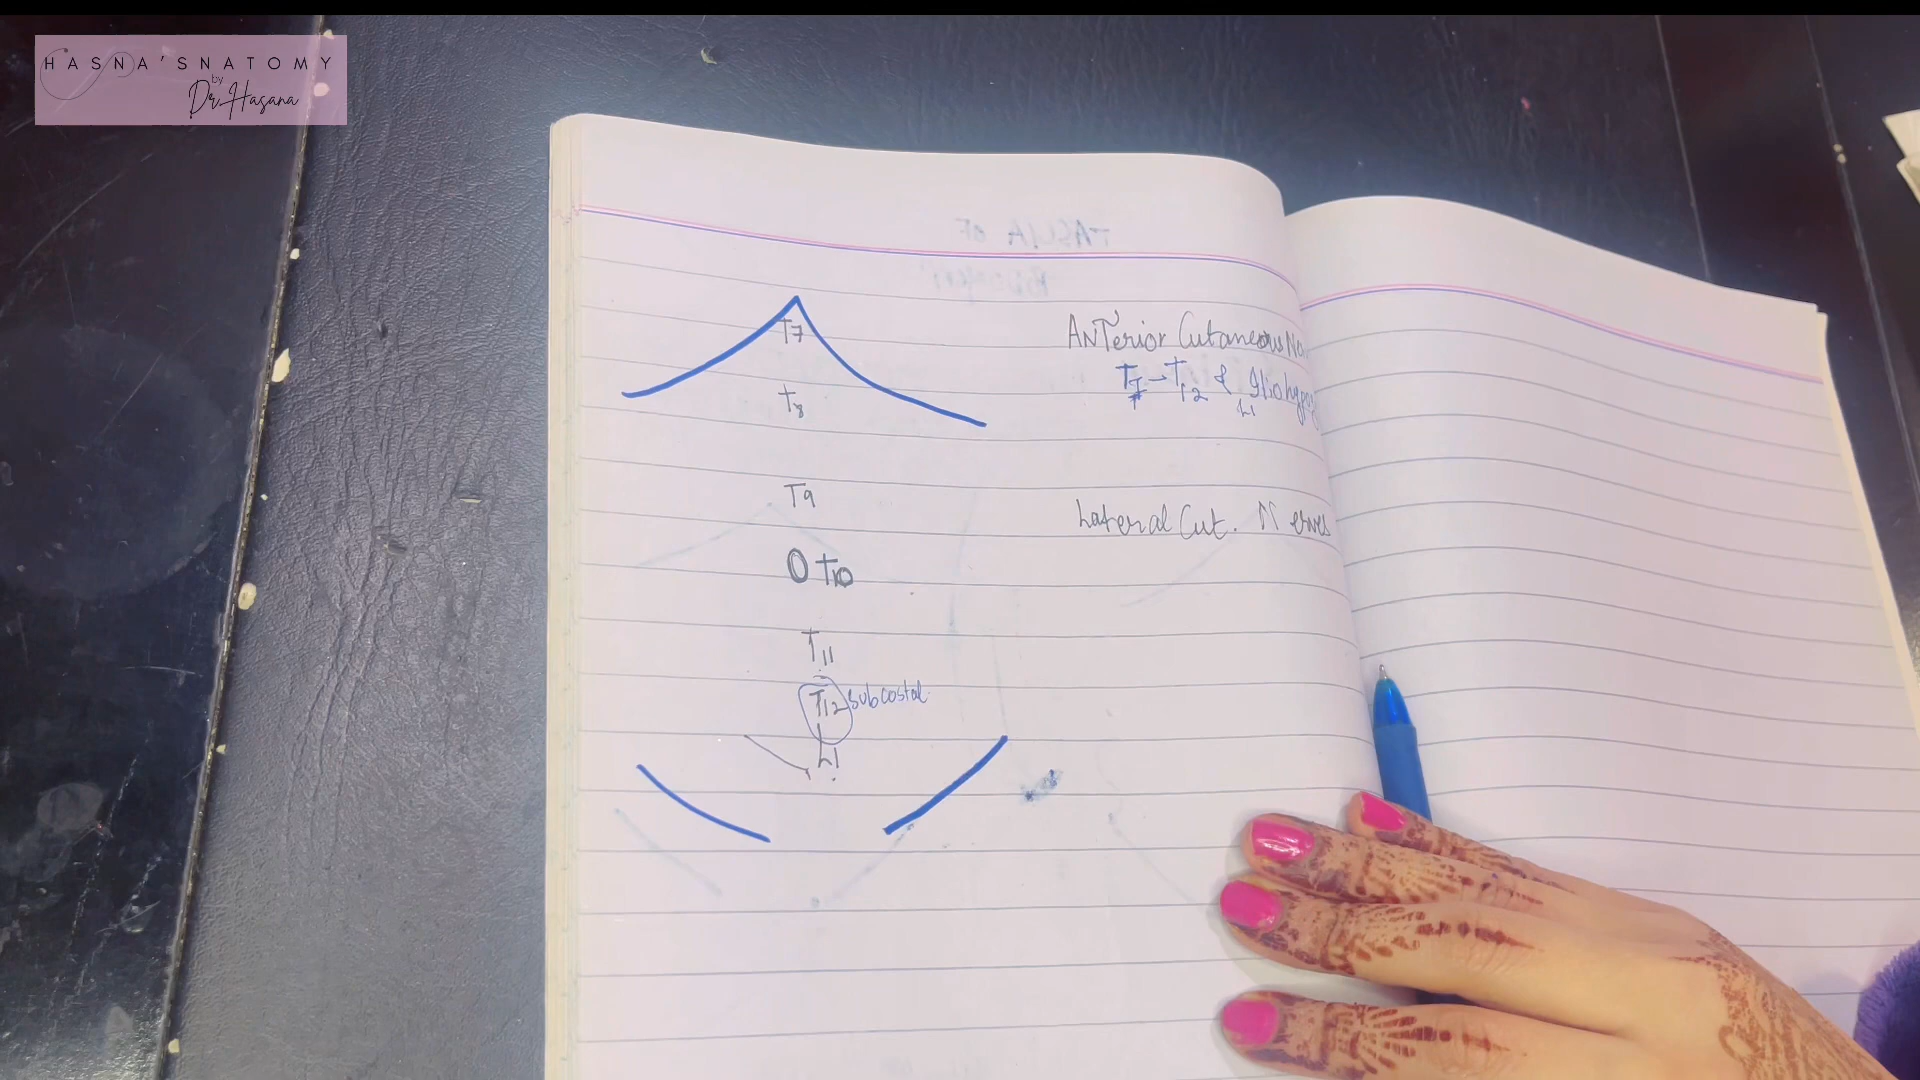 HASNA'SNATOMY
by
Dr. Hasana
T7
T8
T9
O T10
T11
T12 subcostal
L1
ANTerior Cutaneous
T7 - T12 &
L1
Lateral Cut. Nerves